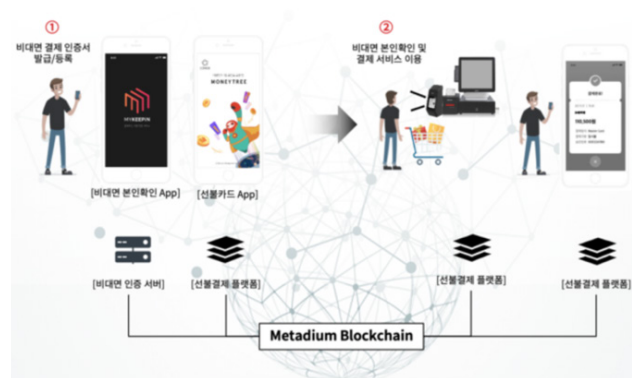 ①
비대면 결제 인증서
발급/등록
MYKEEPIN
MONEYTREE
[비대면 본인확인 App]
[선불카드 App]
②
비대면 본인확인 및
결제 서비스 이용
[비대면 인증 서버]
[선불결제 플랫폼]
[선불결제 플랫폼]
[선불결제 플랫폼]
Metadium Blockchain